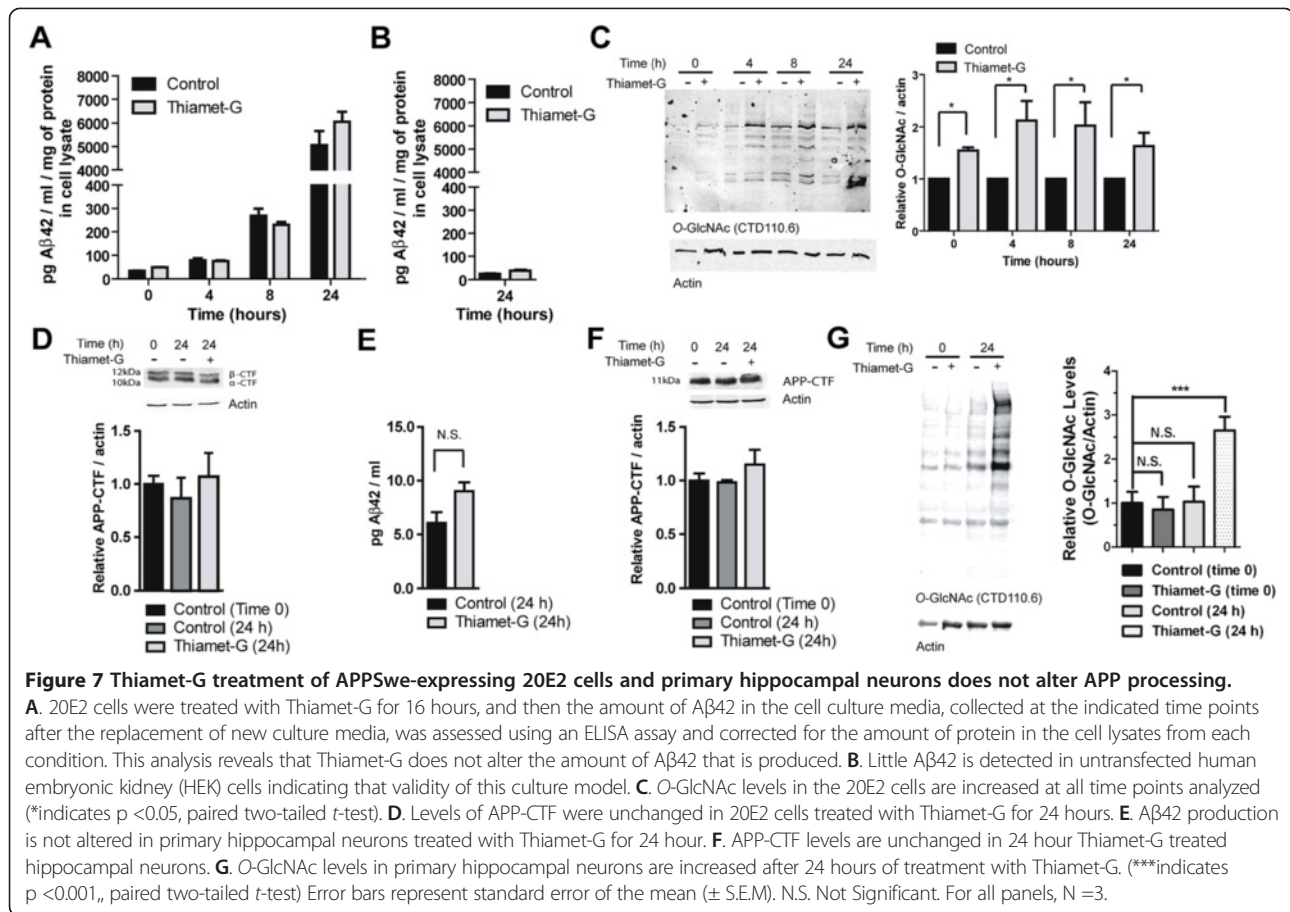 A
Control
Thiamet-G
pg Aβ42 / ml / mg of protein
in cell lysate
8000
7000
6000
5000
4000
400
300
200
100
0
0 4 8 24
Time (hours)
B
Control
Thiamet-G
pg Aβ42 / ml / mg of protein
in cell lysate
8000
7000
6000
5000
4000
400
300
200
100
0
24
Time (hours)
C
Time (h) 0 4 8 24
Thiamet-G - + - + - + - +
O-GlcNAc (CTD110.6)
Actin
Control
Thiamet-G
Relative O-GlcNAc / actin
3
2
1
0
* * * *
0 4 8 24
Time (hours)
D
Time (h) 0 24 24
Thiamet-G - - +
12kDa β-CTF
10kDa α-CTF
Actin
Relative APP-CTF / actin
1.5
1.0
0.5
0.0
Control (Time 0)
Control (24 h)
Thiamet-G (24h)
E
N.S.
pg Aβ42 / ml
15.0
10.0
5.0
0.0
Control (24 h)
Thiamet-G (24h)
F
Time (h) 0 24 24
Thiamet-G - - +
11kDa APP-CTF
Actin
Relative APP-CTF / actin
1.5
1.0
0.5
0.0
Control (Time 0)
Control (24 h)
Thiamet-G (24h)
G
Time (h) 0 24
Thiamet-G - + - +
O-GlcNAc (CTD110.6)
Actin
Relative O-GlcNAc Levels
(O-GlcNAc/Actin)
4
3
2
1
0
***
N.S.
N.S.
Control (time 0)
Thiamet-G (time 0)
Control (24 h)
Thiamet-G (24 h)
Figure 7 Thiamet-G treatment of APPSwe-expressing 20E2 cells and primary hippocampal neurons does not alter APP processing.
A. 20E2 cells were treated with Thiamet-G for 16 hours, and then the amount of Aβ42 in the cell culture media, collected at the indicated time points
after the replacement of new culture media, was assessed using an ELISA assay and corrected for the amount of protein in the cell lysates from each
condition. This analysis reveals that Thiamet-G does not alter the amount of Aβ42 that is produced. B. Little Aβ42 is detected in untransfected human
embryonic kidney (HEK) cells indicating that validity of this culture model. C. O-GlcNAc levels in the 20E2 cells are increased at all time points analyzed
(*indicates p <0.05, paired two-tailed t-test). D. Levels of APP-CTF were unchanged in 20E2 cells treated with Thiamet-G for 24 hours. E. Aβ42 production
is not altered in primary hippocampal neurons treated with Thiamet-G for 24 hour. F. APP-CTF levels are unchanged in 24 hour Thiamet-G treated
hippocampal neurons. G. O-GlcNAc levels in primary hippocampal neurons are increased after 24 hours of treatment with Thiamet-G. (***indicates
p <0.001,, paired two-tailed t-test) Error bars represent standard error of the mean (± S.E.M). N.S. Not Significant. For all panels, N =3.